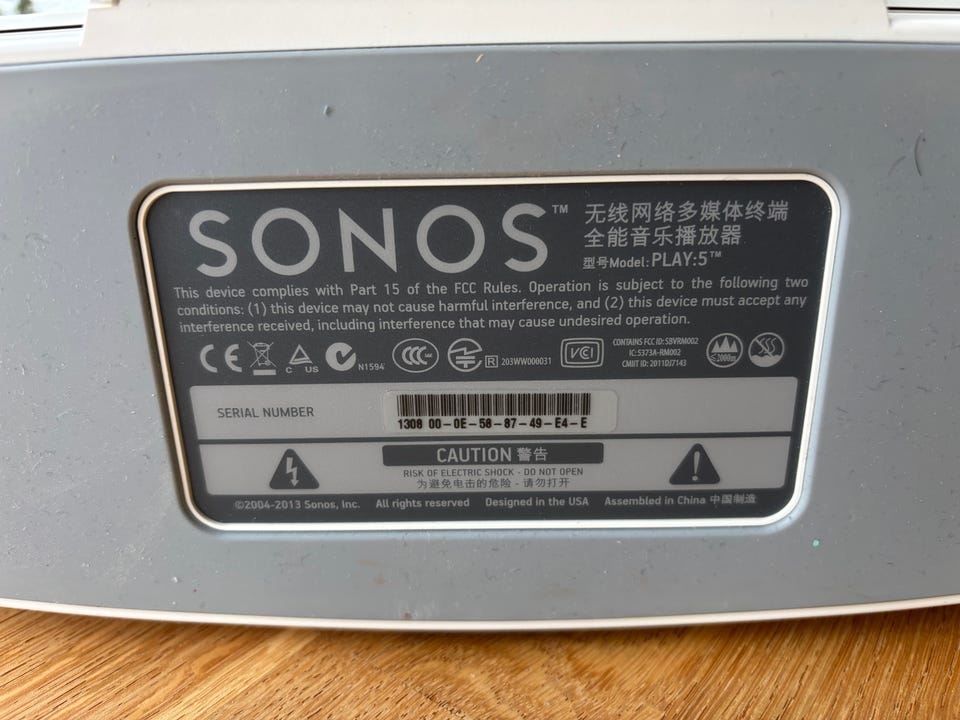 SONOS™
无线网络多媒体终端
全能音乐播放器
型号Model: PLAY:5™
This device complies with Part 15 of the FCC Rules. Operation is subject to the following two
conditions: (1) this device may not cause harmful interference, and (2) this device must accept any
interference received, including interference that may cause undesired operation.
CE C US N1594 CCC R 203WW000031 VCI
CONTAINS FCC ID: SBVRM002
IC: 5373A-RM002
CMIIT ID: 2011DJ7143
≤2000m
SERIAL NUMBER
1308 00-0E-58-87-49-E4-E
CAUTION 警告
RISK OF ELECTRIC SHOCK - DO NOT OPEN
为避免电击的危险 - 请勿打开
©2004-2013 Sonos, Inc. All rights reserved Designed in the USA Assembled in China 中国制造